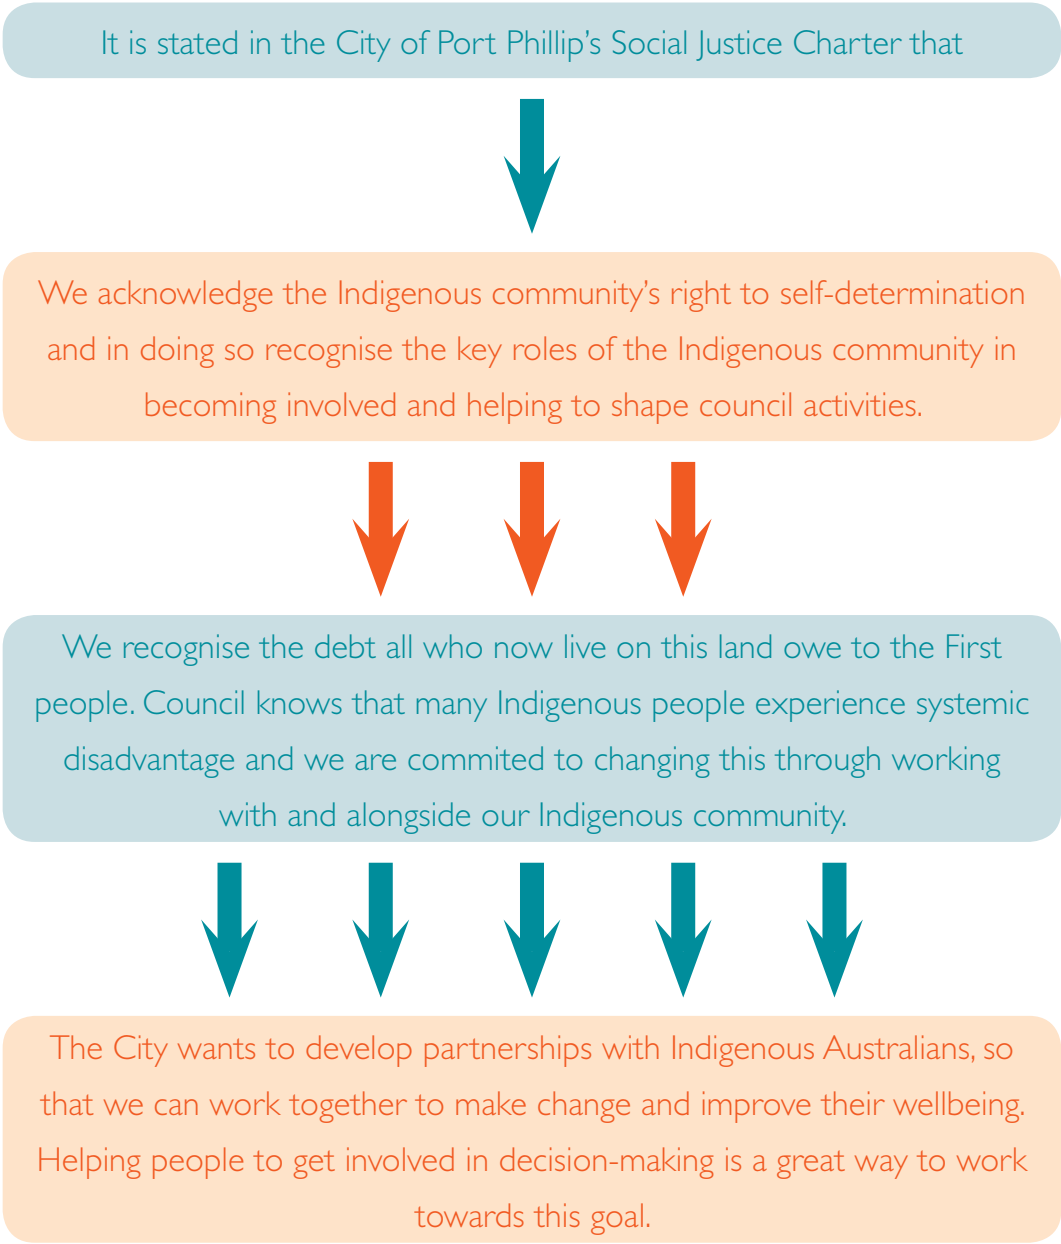 It is stated in the City of Port Phillip's Social Justice Charter that
We acknowledge the Indigenous community's right to self-determination
and in doing so recognise the key roles of the Indigenous community in
becoming involved and helping to shape council activities.
We recognise the debt all who now live on this land owe to the First
people. Council knows that many Indigenous people experience systemic
disadvantage and we are commited to changing this through working
with and alongside our Indigenous community.
The City wants to develop partnerships with Indigenous Australians, so
that we can work together to make change and improve their wellbeing.
Helping people to get involved in decision-making is a great way to work
towards this goal.